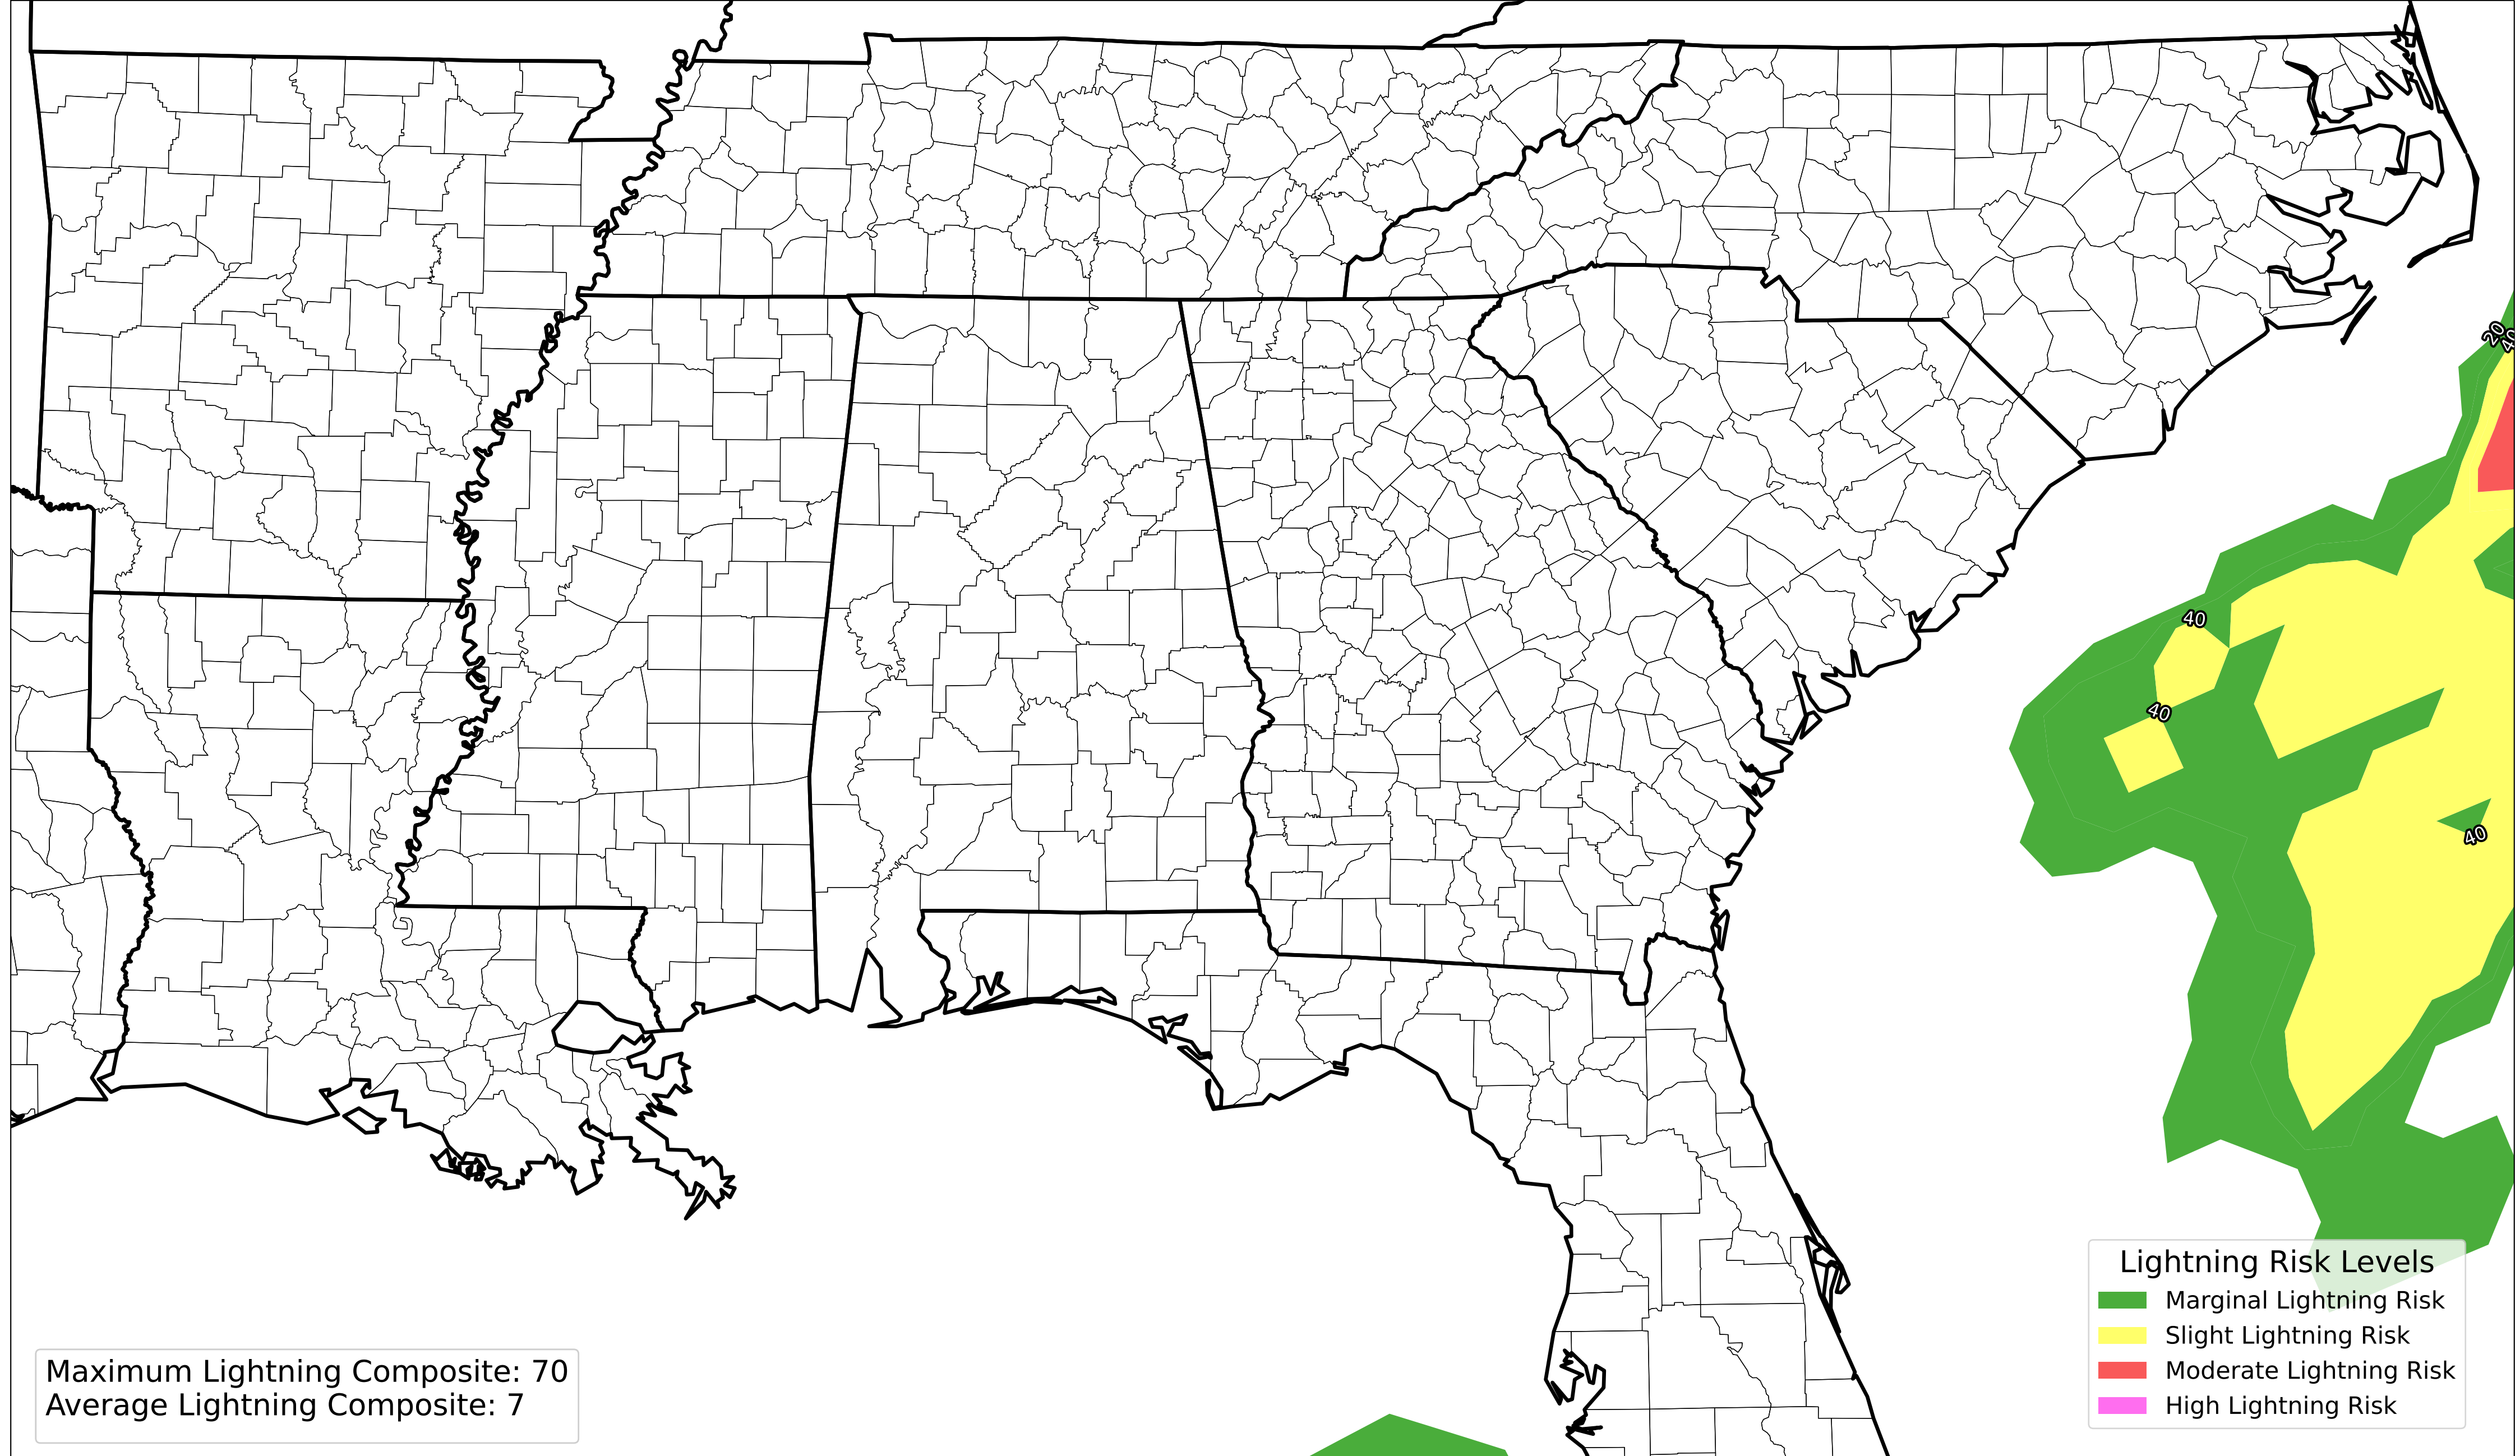 20
40
40
40
40
Lightning Risk Levels
Marginal Lightning Risk
Slight Lightning Risk
Moderate Lightning Risk
High Lightning Risk
Maximum Lightning Composite: 70
Average Lightning Composite: 7